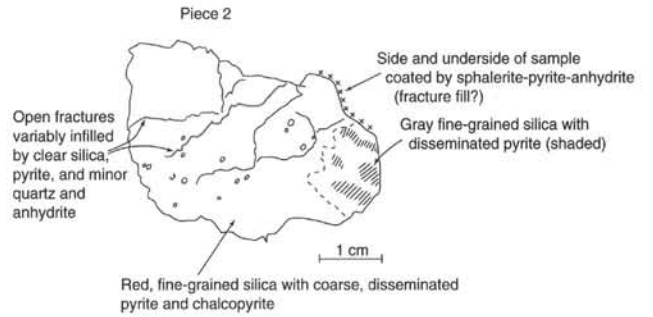 Piece 2
Side and underside of sample
coated by sphalerite-pyrite-anhydrite
(fracture fill?)
Open fractures
variably infilled
by clear silica,
pyrite, and minor
quartz and
anhydrite
Gray fine-grained silica with
disseminated pyrite (shaded)
1 cm
Red, fine-grained silica with coarse, disseminated
pyrite and chalcopyrite